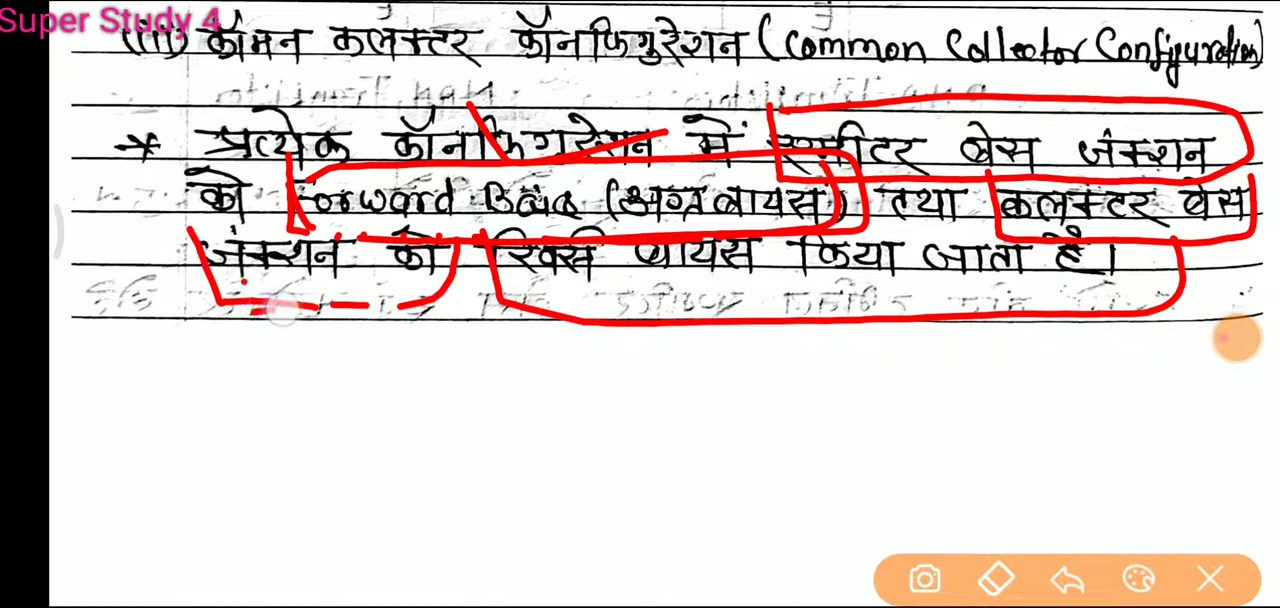 Super Study 4
(iii) कॉमन कलक्टर कॉनफिगुरेशन (Common Collector Configuration)
* प्रत्येक कॉनफिगरेशन में एमीटर बेस जंक्शन
को Forward Bias (अग्र बायस) तथा कलक्टर बेस
जंक्शन को रिवर्स बायस किया जाता है।